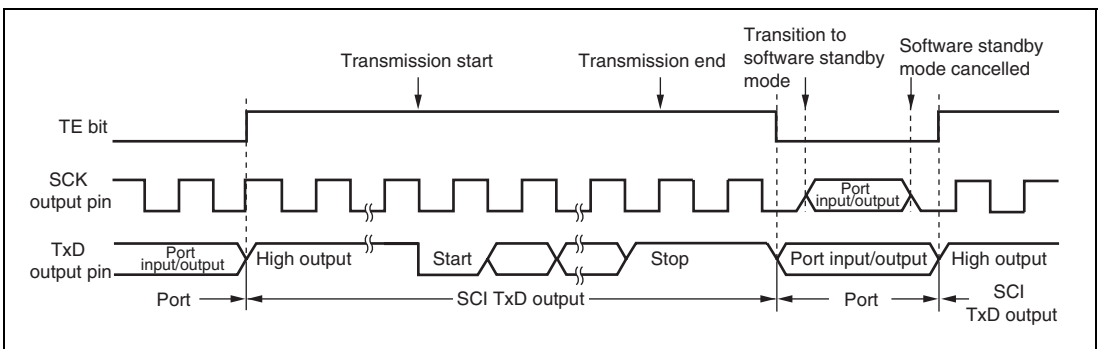 Transmission start
Transmission end
Transition to
software standby
mode
Software standby
mode cancelled
TE bit
SCK
output pin
Port
input/output
TxD
output pin
Port
input/output
High output
Start
Stop
Port input/output
High output
Port
SCI TxD output
Port
SCI
TxD output